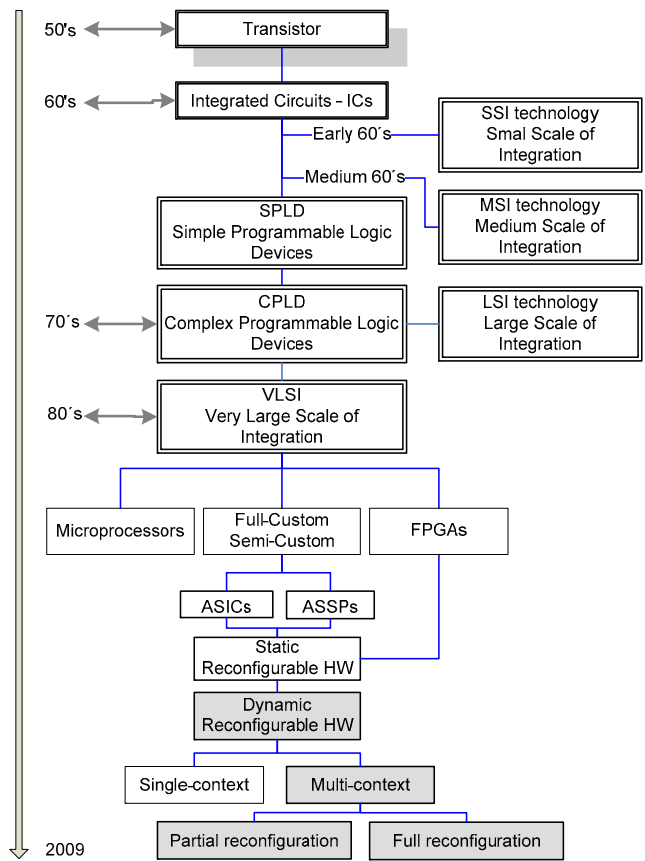 50's
Transistor
60's
Integrated Circuits - ICs
Early 60´s
SSI technology
Smal Scale of
Integration
Medium 60´s
MSI technology
Medium Scale of
Integration
SPLD
Simple Programmable Logic
Devices
70´s
CPLD
Complex Programmable Logic
Devices
LSI technology
Large Scale of
Integration
80´s
VLSI
Very Large Scale of
Integration
Microprocessors
Full-Custom
Semi-Custom
FPGAs
ASICs
ASSPs
Static
Reconfigurable HW
Dynamic
Reconfigurable HW
Single-context
Multi-context
Partial reconfiguration
Full reconfiguration
2009